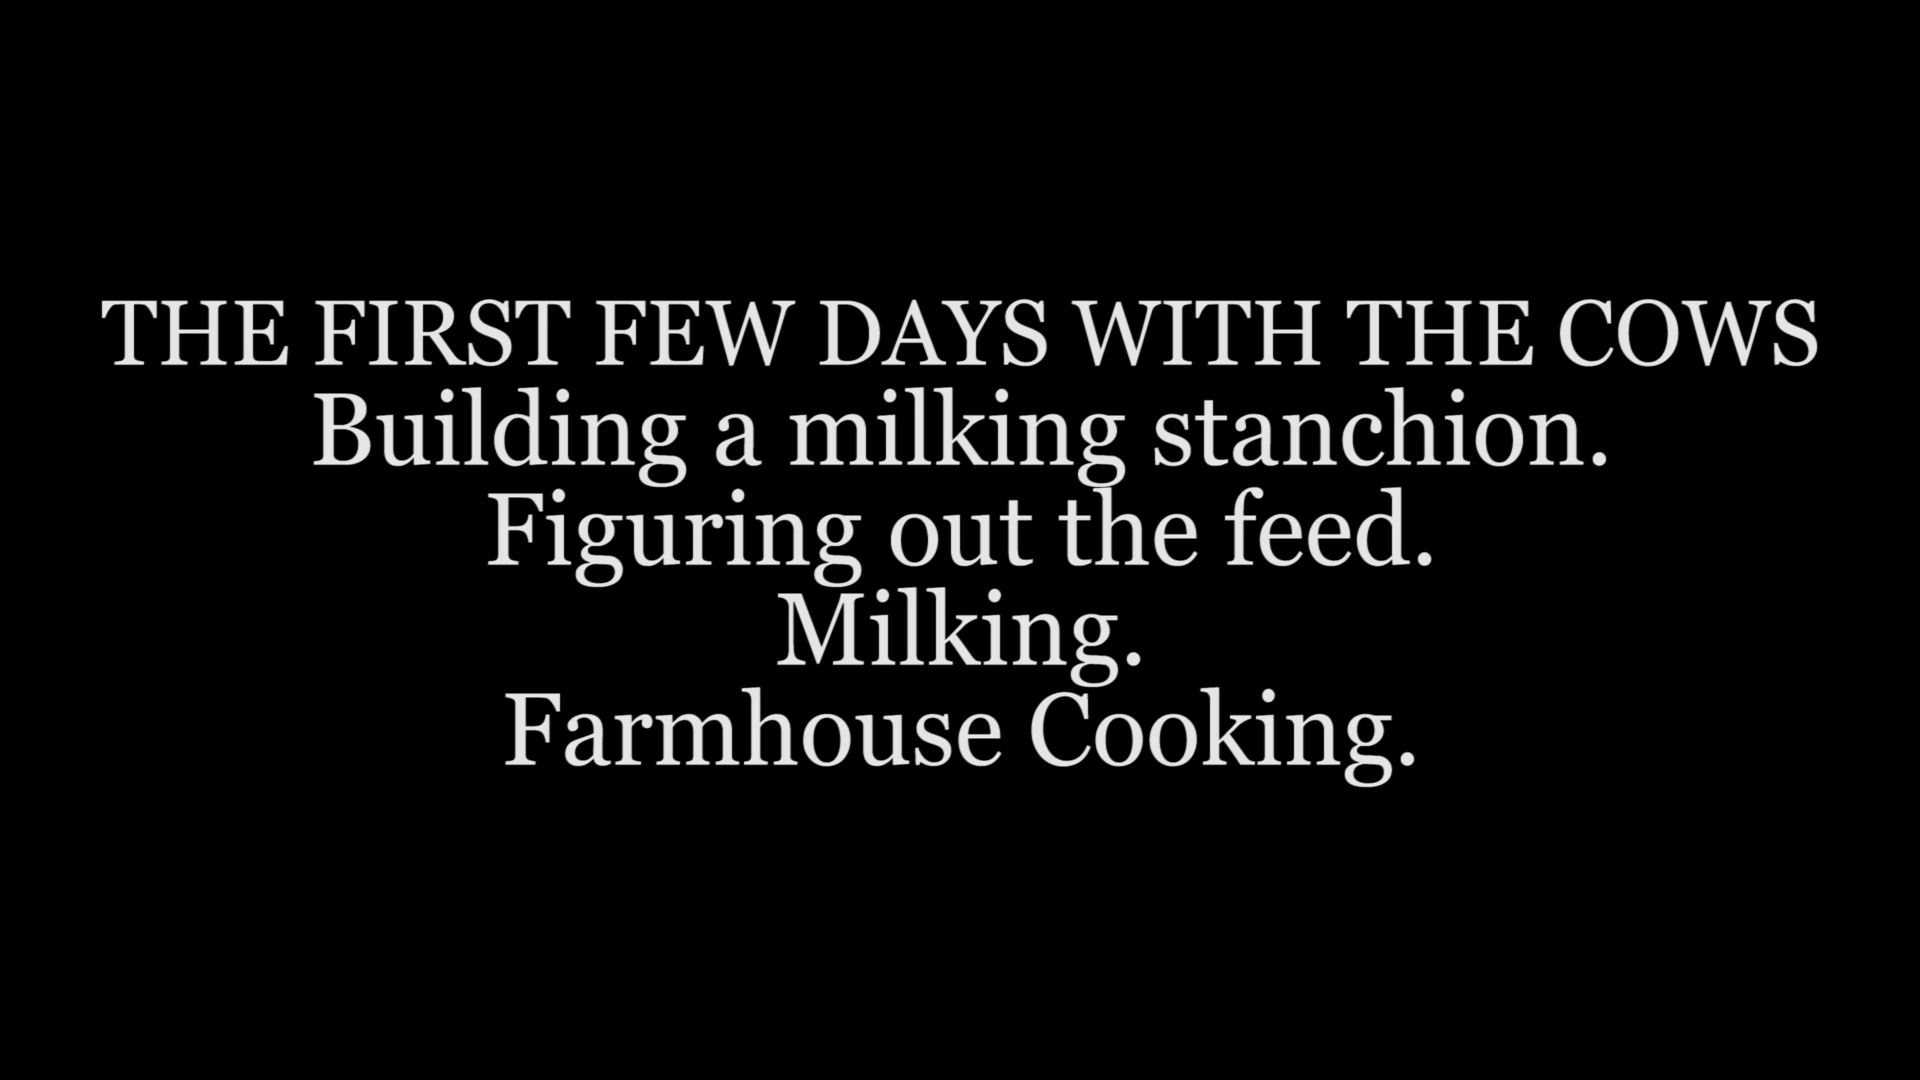 THE FIRST FEW DAYS WITH THE COWS
Building a milking stanchion.
Figuring out the feed.
Milking.
Farmhouse Cooking.